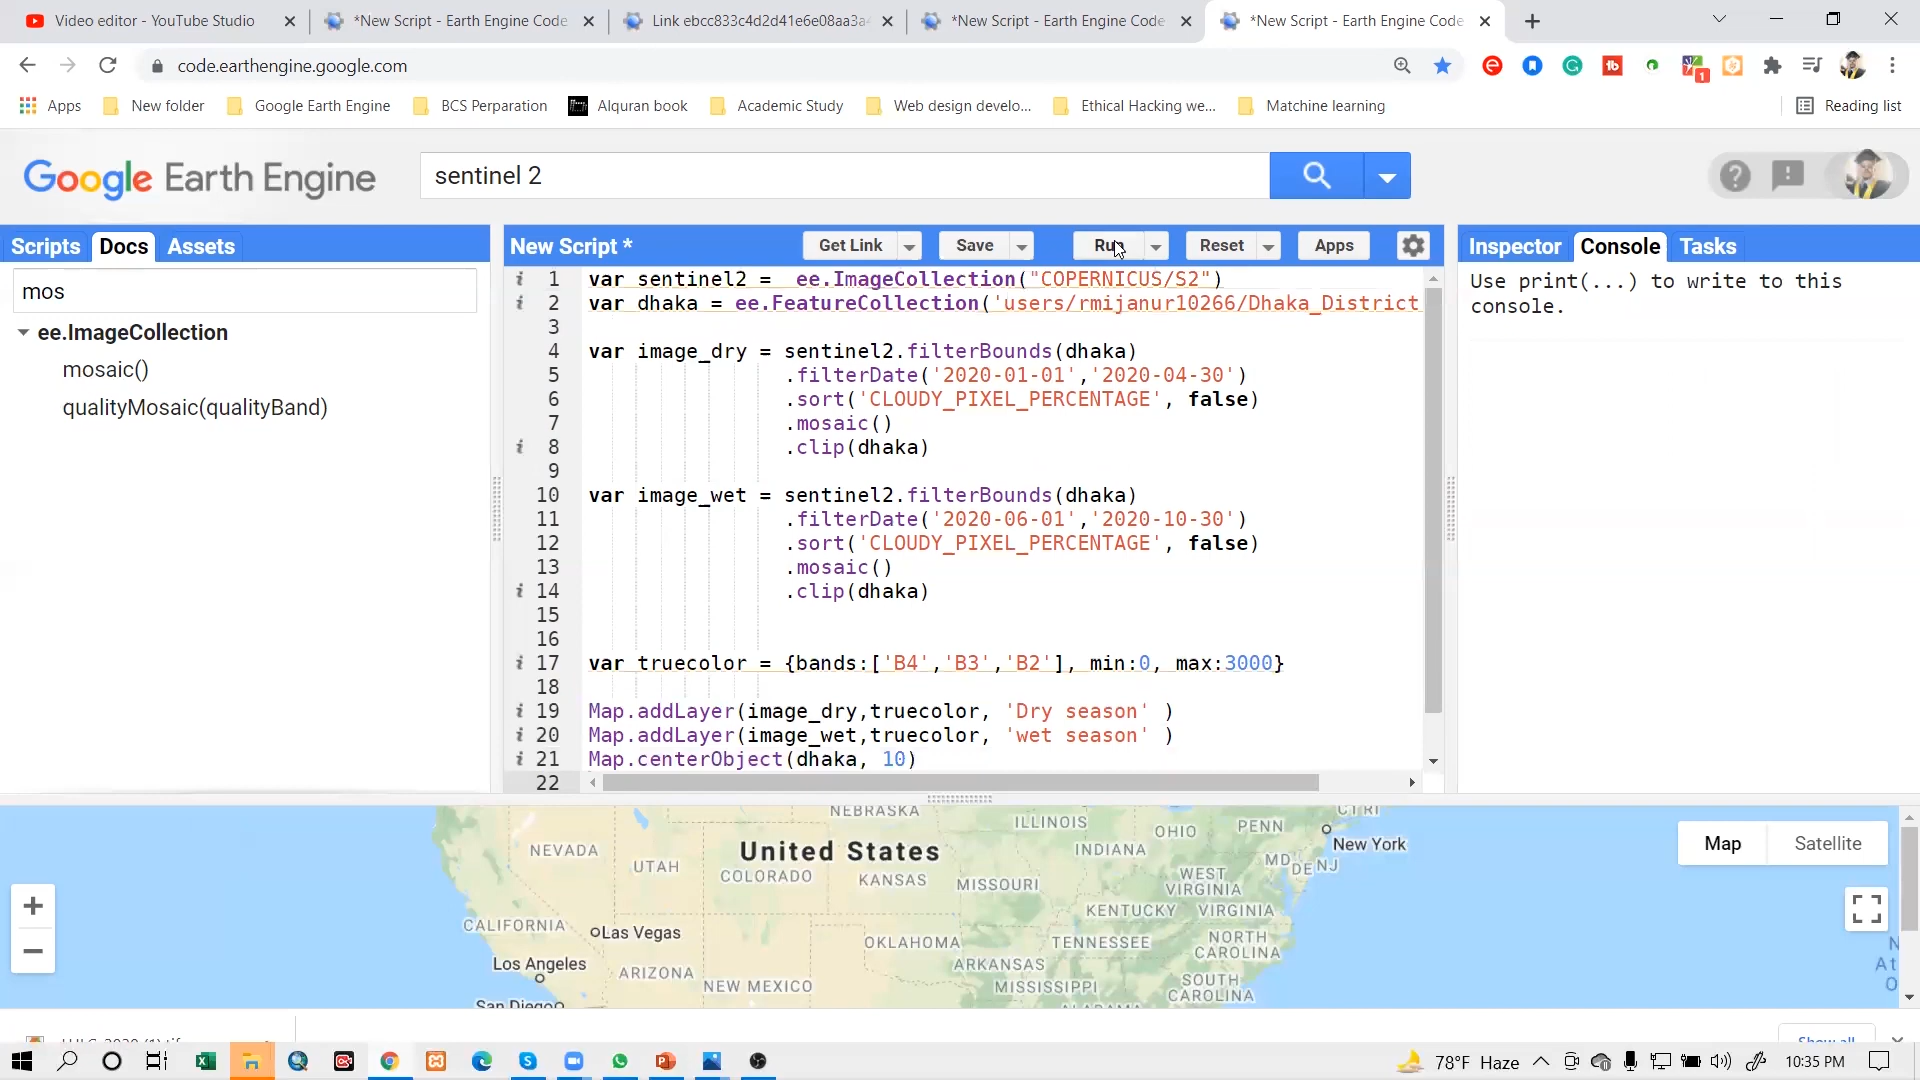 Video editor - YouTube Studio
*New Script - Earth Engine Code
Link ebcc833c4d2d41e6e08aa3a
*New Script - Earth Engine Code
*New Script - Earth Engine Code
code.earthengine.google.com
1
Apps
New folder
Google Earth Engine
BCS Perparation
Alquran book
Academic Study
Web design develo...
Ethical Hacking we...
Matchine learning
Reading list
Google Earth Engine
sentinel 2
Scripts
Docs
Assets
New Script *
Get Link
Save
Run
Reset
Apps
Inspector
Console
Tasks
mos
ee.ImageCollection
mosaic()
qualityMosaic(qualityBand)
1 var sentinel2 =  ee.ImageCollection("COPERNICUS/S2")
2 var dhaka = ee.FeatureCollection('users/rmijanur10266/Dhaka_District
3
4 var image_dry = sentinel2.filterBounds(dhaka)
5 .filterDate('2020-01-01','2020-04-30')
6 .sort('CLOUDY_PIXEL_PERCENTAGE', false)
7 .mosaic()
8 .clip(dhaka)
9
10 var image_wet = sentinel2.filterBounds(dhaka)
11 .filterDate('2020-06-01','2020-10-30')
12 .sort('CLOUDY_PIXEL_PERCENTAGE', false)
13 .mosaic()
14 .clip(dhaka)
15
16
17 var truecolor = {bands:['B4','B3','B2'], min:0, max:3000}
18
19 Map.addLayer(image_dry,truecolor, 'Dry season' )
20 Map.addLayer(image_wet,truecolor, 'wet season' )
21 Map.centerObject(dhaka, 10)
22
Use print(...) to write to this
console.
NEBRASKA
NEVADA
UTAH
United States
COLORADO
KANSAS
ILLINOIS
INDIANA
OHIO
PENN
MISSOURI
WEST
VIRGINIA
MD
DE
NJ
New York
KENTUCKY
VIRGINIA
CALIFORNIA
Las Vegas
Los Angeles
ARIZONA
OKLAHOMA
NEW MEXICO
ARKANSAS
TENNESSEE
MISSISSIPPI
NORTH
CAROLINA
SOUTH
CAROLINA
San Diego
Map
Satellite
N
At
O
Show all
78°F Haze
10:35 PM